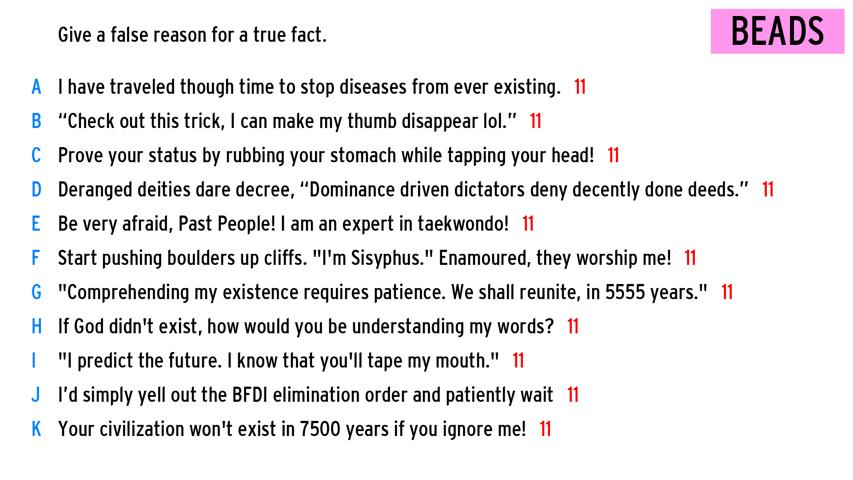 Give a false reason for a true fact.
BEADS
A I have traveled though time to stop diseases from ever existing. 11
B “Check out this trick, I can make my thumb disappear lol.” 11
C Prove your status by rubbing your stomach while tapping your head! 11
D Deranged deities dare decree, “Dominance driven dictators deny decently done deeds.” 11
E Be very afraid, Past People! I am an expert in taekwondo! 11
F Start pushing boulders up cliffs. "I'm Sisyphus." Enamoured, they worship me! 11
G "Comprehending my existence requires patience. We shall reunite, in 5555 years." 11
H If God didn't exist, how would you be understanding my words? 11
I "I predict the future. I know that you'll tape my mouth." 11
J I’d simply yell out the BFDI elimination order and patiently wait 11
K Your civilization won't exist in 7500 years if you ignore me! 11